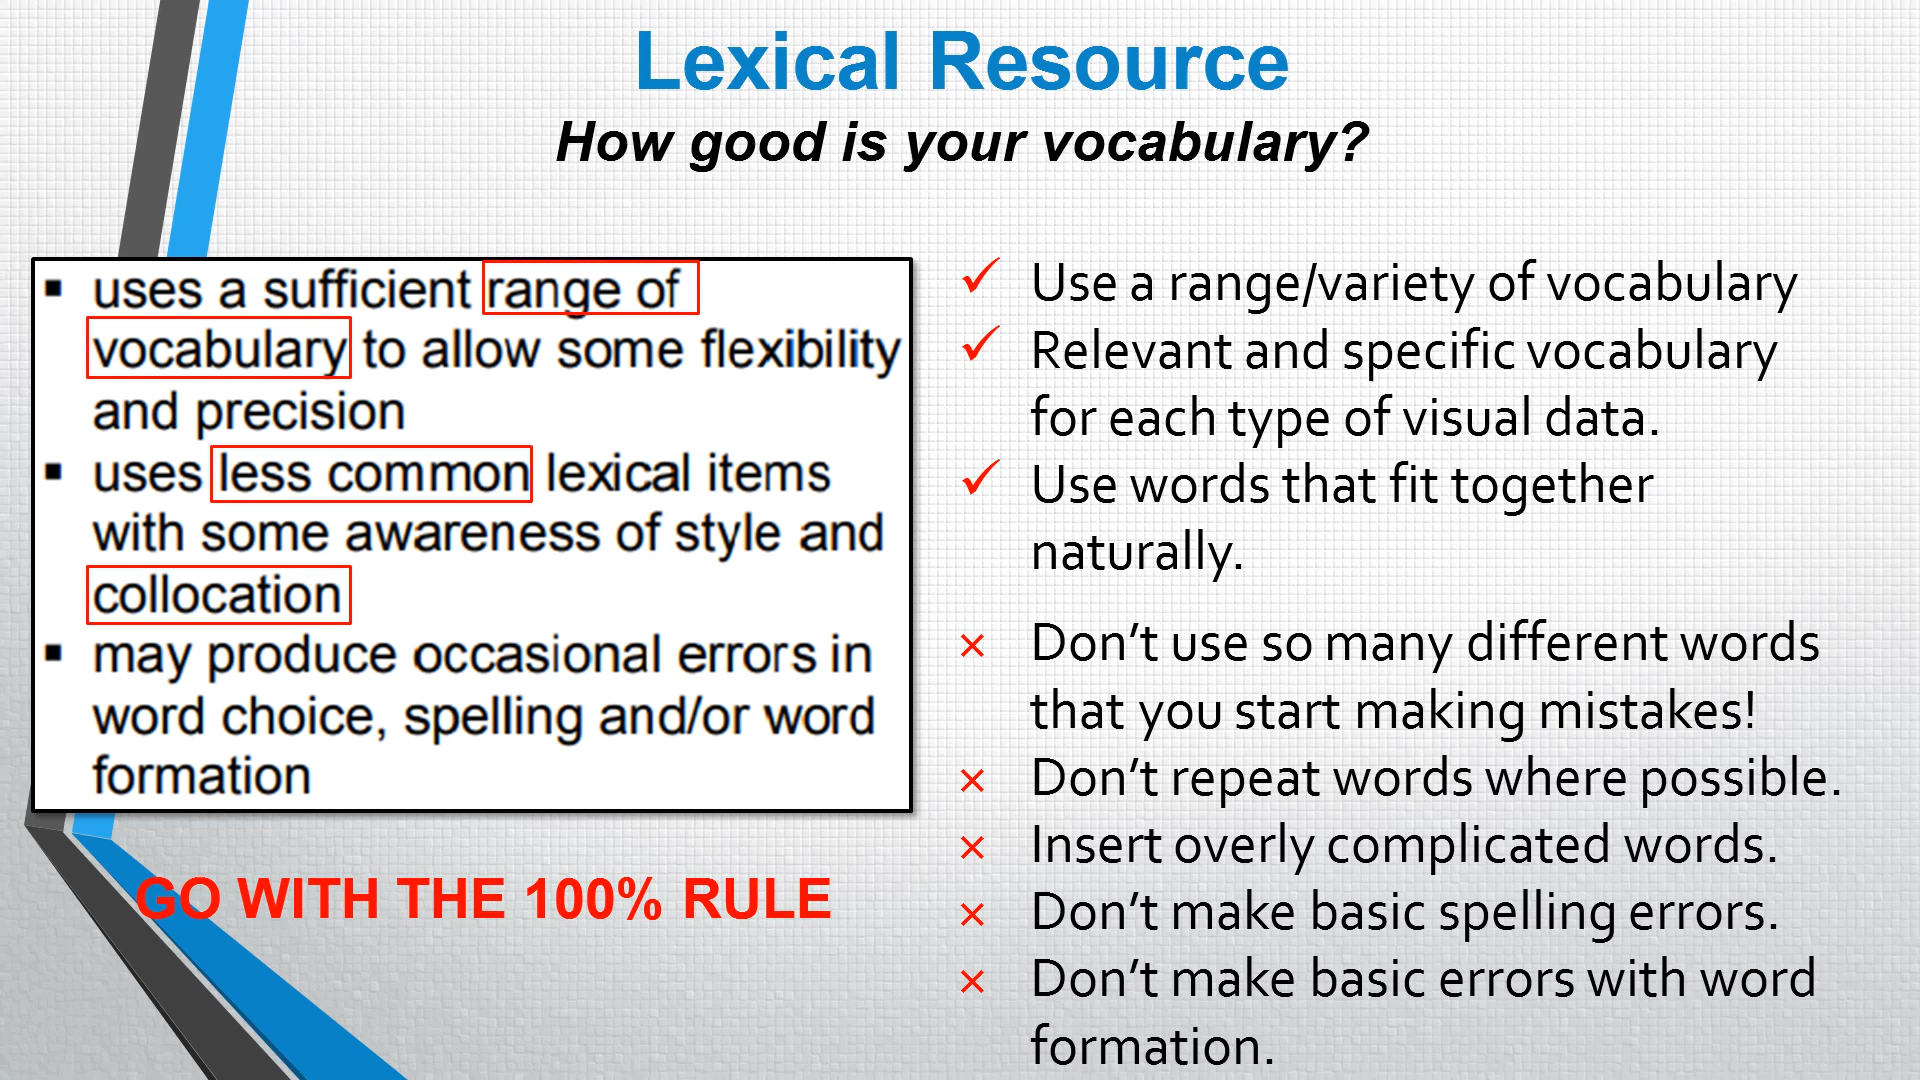 Lexical Resource
How good is your vocabulary?
▪ uses a sufficient range of
vocabulary to allow some flexibility
and precision
▪ uses less common lexical items
with some awareness of style and
collocation
▪ may produce occasional errors in
word choice, spelling and/or word
formation
GO WITH THE 100% RULE
✓ Use a range/variety of vocabulary
✓ Relevant and specific vocabulary
for each type of visual data.
✓ Use words that fit together
naturally.
× Don’t use so many different words
that you start making mistakes!
× Don’t repeat words where possible.
× Insert overly complicated words.
× Don’t make basic spelling errors.
× Don’t make basic errors with word
formation.